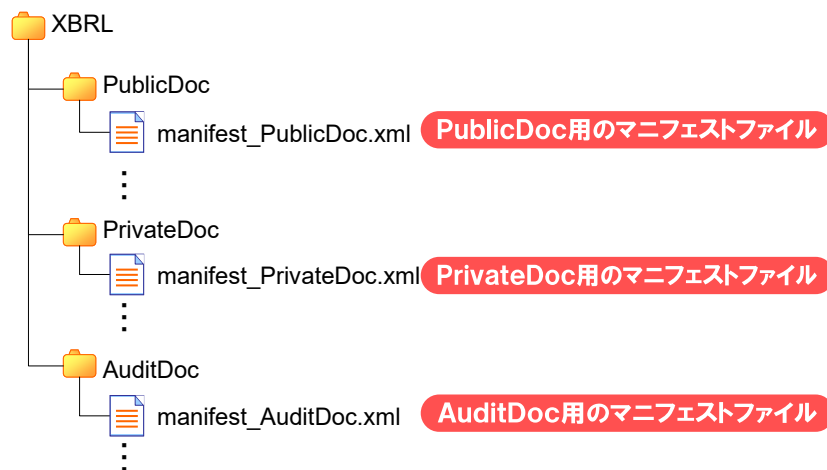 XBRL
PublicDoc
manifest_PublicDoc.xml PublicDoc用のマニフェストファイル
PrivateDoc
manifest_PrivateDoc.xml PrivateDoc用のマニフェストファイル
AuditDoc
manifest_AuditDoc.xml AuditDoc用のマニフェストファイル